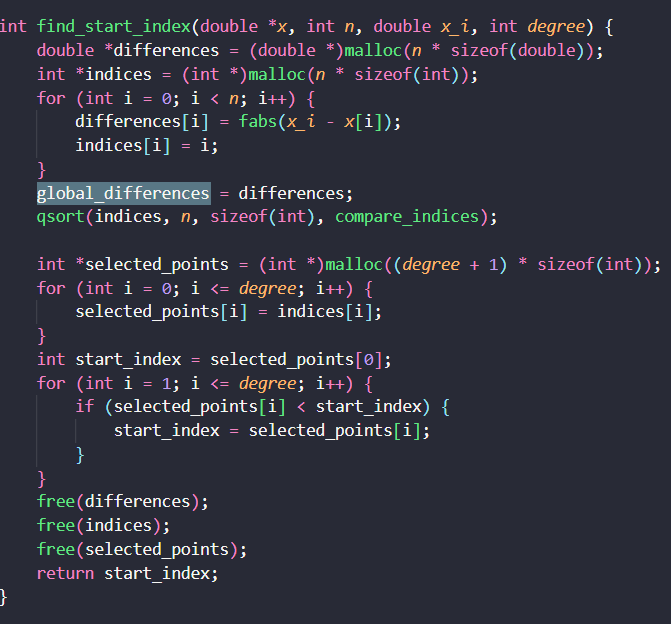 int find_start_index(double *x, int n, double x_i, int degree) {
    double *differences = (double *)malloc(n * sizeof(double));
    int *indices = (int *)malloc(n * sizeof(int));
    for (int i = 0; i < n; i++) {
        differences[i] = fabs(x_i - x[i]);
        indices[i] = i;
    }
    global_differences = differences;
    qsort(indices, n, sizeof(int), compare_indices);

    int *selected_points = (int *)malloc((degree + 1) * sizeof(int));
    for (int i = 0; i <= degree; i++) {
        selected_points[i] = indices[i];
    }
    int start_index = selected_points[0];
    for (int i = 1; i <= degree; i++) {
        if (selected_points[i] < start_index) {
            start_index = selected_points[i];
        }
    }
    free(differences);
    free(indices);
    free(selected_points);
    return start_index;
}